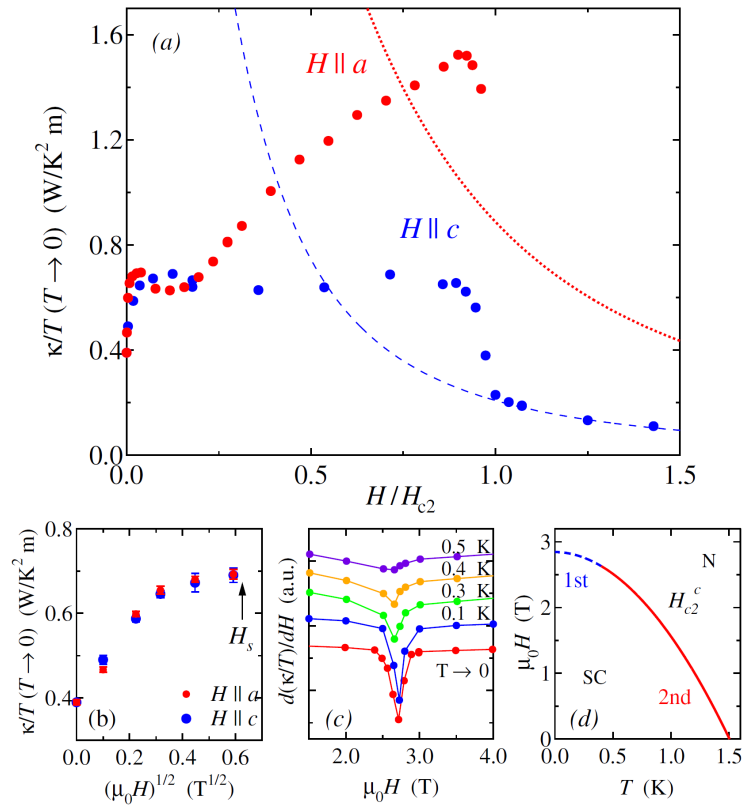 (a)
H || a
H || c
κ/T (T → 0) (W/K² m)
1.6
1.2
0.8
0.4
0.0
0.0 0.5 1.0 1.5
H/H_c2
κ/T (T → 0) (W/K² m)
0.8
0.6
0.4
H_s
H || a
H || c
(b)
0.0 0.2 0.4 0.6
(μ₀H)^1/2 (T^1/2)
d(κ/T)/dH (a.u.)
0.5 K
0.4 K
0.3 K
0.1 K
T → 0
(c)
2.0 3.0 4.0
μ₀H (T)
μ₀H (T)
3
2
1
0
1st
N
H_c2^c
SC
2nd
(d)
0.0 0.5 1.0 1.5
T (K)